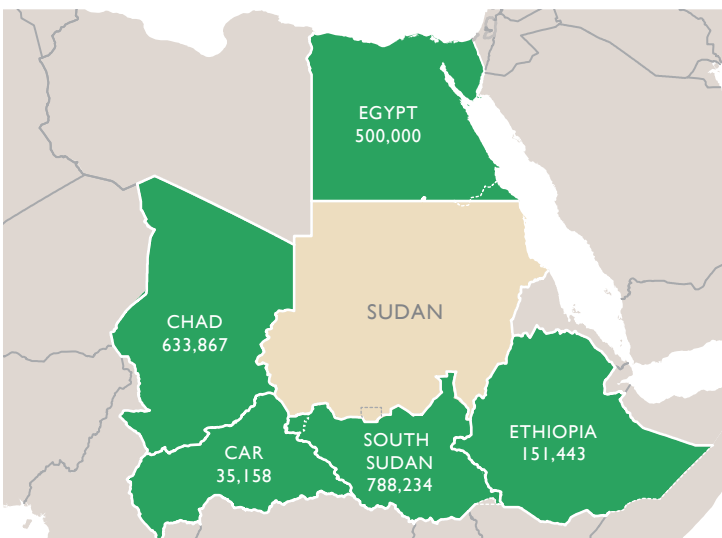 EGYPT
500,000
SUDAN
CHAD
633,867
CAR
35,158
SOUTH
SUDAN
788,234
ETHIOPIA
151,443